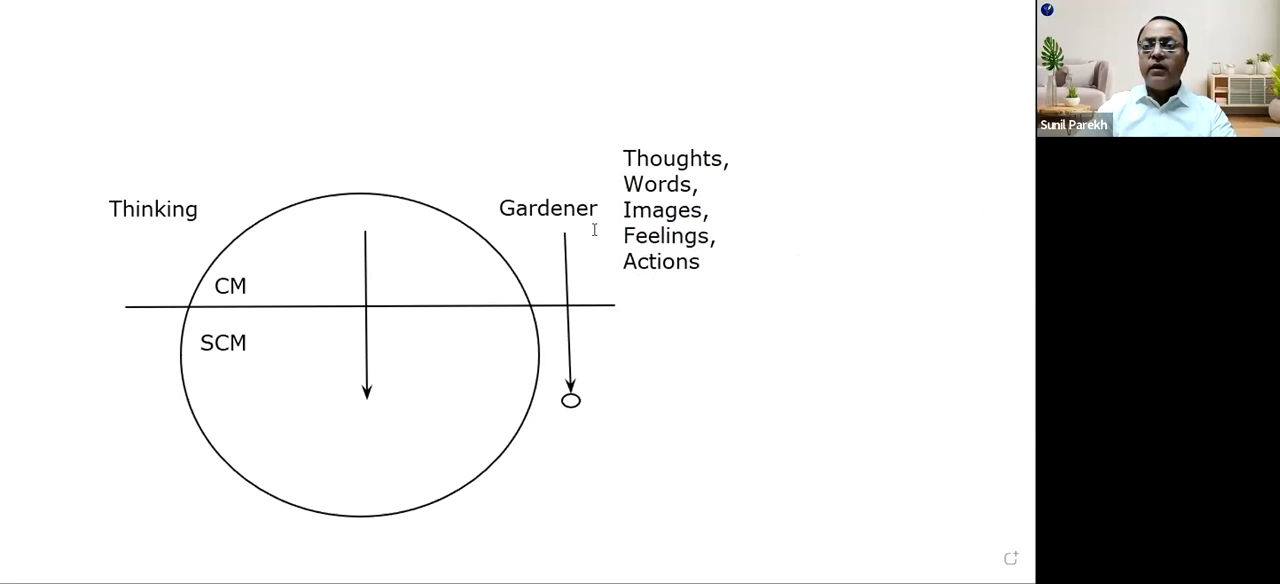 Thinking
CM
SCM
Gardener
Thoughts,
Words,
Images,
Feelings,
Actions
Sunil Parekh